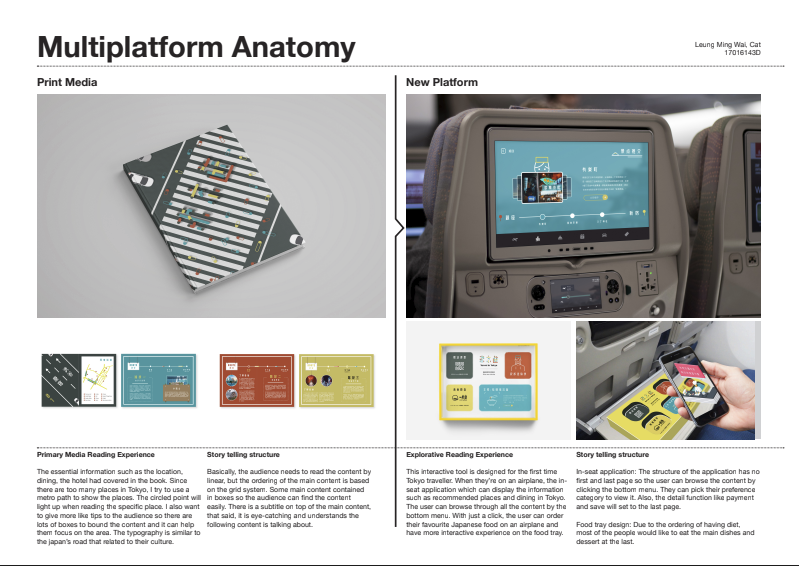 Multiplatform Anatomy
Leung Ming Wai, Cat
17016143D
Print Media
New Platform
Primary Media Reading Experience
The essential information such as the location,
dining, the hotel had covered in the book. Since
there are too many places in Tokyo, I try to use a
metro path to show the places. The circled point will
light up when reading the specific place. I also want
to give more like tips to the audience so there are
lots of boxes to bound the content and it can help
them focus on the area. The typography is similar to
the japan's road that related to their culture.
Story telling structure
Basically, the audience needs to read the content by
linear, but the ordering of the main content is based
on the grid system. Some main content contained
in boxes so the audience can find the content
easily. There is a subtitle on top of the main content,
that said, it is eye-catching and understands the
following content is talking about.
Explorative Reading Experience
This interactive tool is designed for the first time
Tokyo traveller. When they're on an airplane, the in-
seat application which can display the information
such as recommended places and dining in Tokyo.
The user can browse through all the content by the
bottom menu. With just a click, the user can order
their favourite Japanese food on an airplane and
have more interactive experience on the food tray.
Story telling structure
In-seat application: The structure of the application has no
first and last page so the user can browse the content by
clicking the bottom menu. They can pick their preference
category to view it. Also, the detail function like payment
and save will set to the last page.
Food tray design: Due to the ordering of having diet,
most of the people would like to eat the main dishes and
dessert at the last.